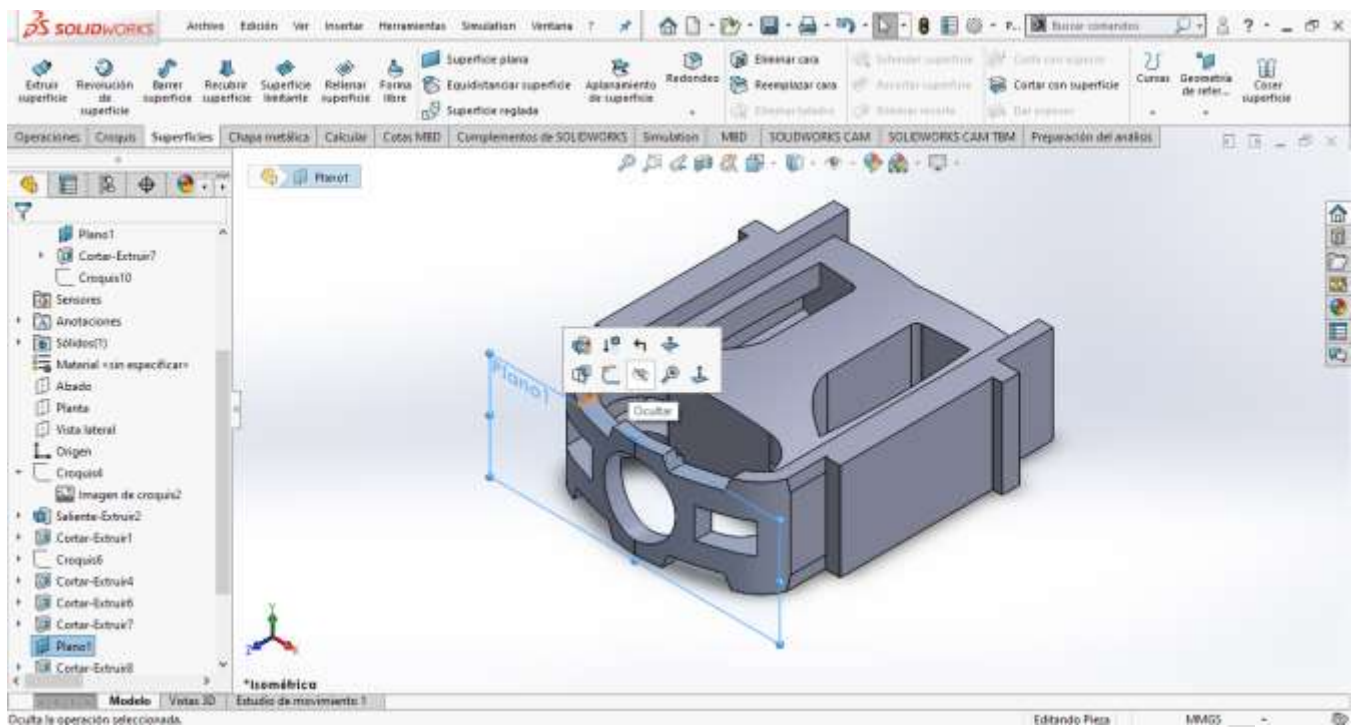 SOLIDWORKS Archivo Edición Ver Insertar Herramientas Simulation Ventana ? P... Buscar comandos ?
Extruir superficie
Revolución de superficie
Barrer superficie
Recubrir superficie
Superficie limitante
Rellenar superficie
Forma libre
Superficie plana
Equidistanciar superficie
Superficie reglada
Aplanamiento de superficie
Redondeo
Eliminar cara
Reemplazar cara
Cortar con superficie
Curvas
Geometría de refer...
Coser superficie
Operaciones Croquis Superficies Chapa metálica Calcular Cotas MBD Complementos de SOLIDWORKS Simulation MBD SOLIDWORKS CAM SOLIDWORKS CAM TBM Preparación del análisis
Plano1
Plano1
Cortar-Extruir7
Croquis10
Sensores
Anotaciones
Sólidos(1)
Material <sin especificar>
Alzado
Planta
Vista lateral
Origen
Imagen de croquis2
Saliente-Extruir2
Cortar-Extruir1
Croquis6
Cortar-Extruir4
Cortar-Extruir6
Cortar-Extruir7
Plano1
Cortar-Extruir8
Plano1
Ocultar
Y
*Isométrica
Modelo Vistas 3D Estudio de movimiento 1
Oculta la operación seleccionada. Editando Pieza MMGS